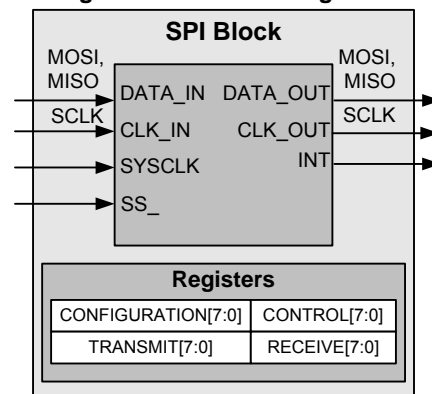 SPI Block
MOSI,
MISO
SCLK
DATA_IN
CLK_IN
SYSCLK
SS_
DATA_OUT
CLK_OUT
INT
MOSI,
MISO
SCLK
Registers
CONFIGURATION[7:0] CONTROL[7:0]
TRANSMIT[7:0] RECEIVE[7:0]